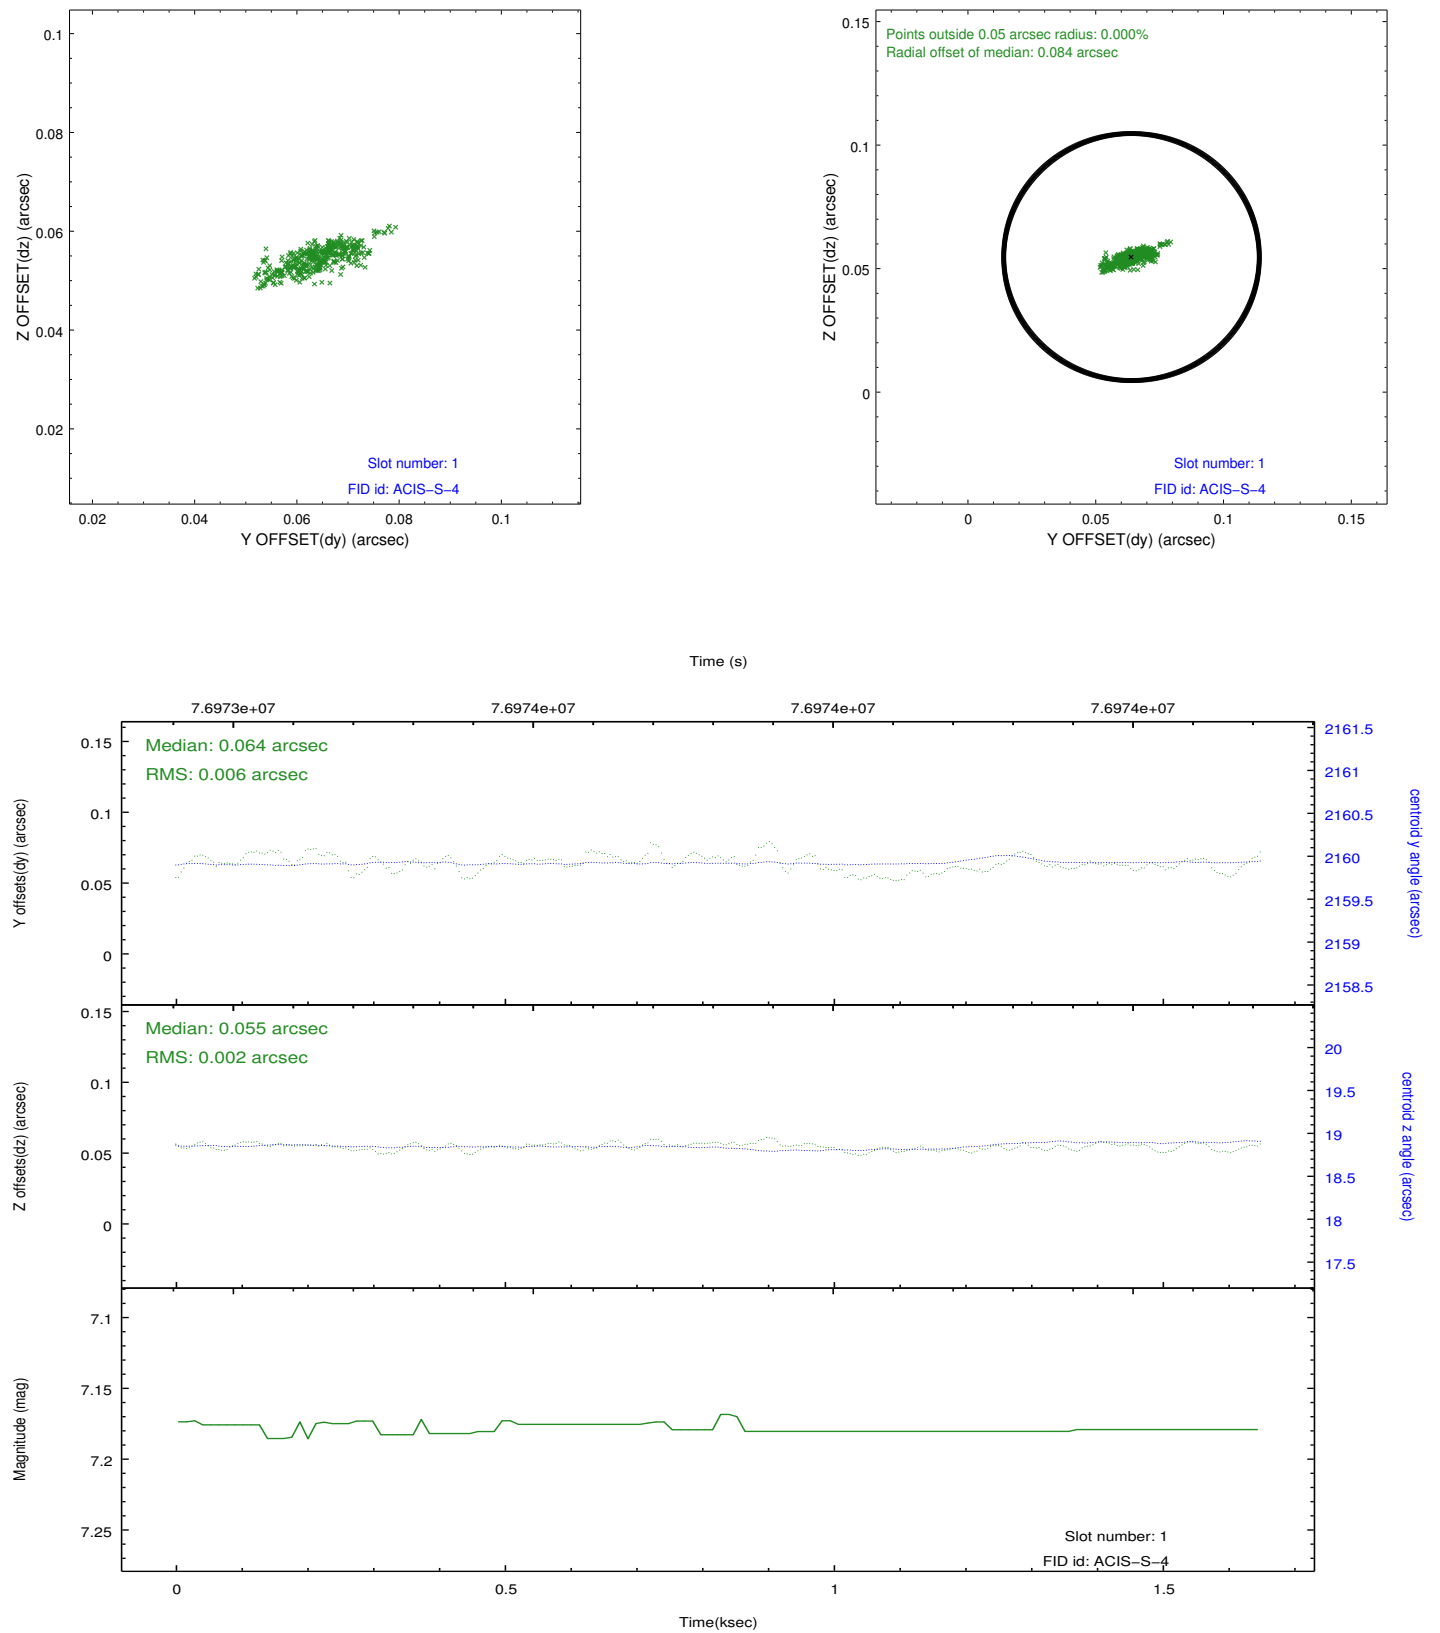 0.1
0.08
0.06
0.04
0.02
Z OFFSET(dz) (arcsec)
0.02 0.04 0.06 0.08 0.1
Y OFFSET(dy) (arcsec)
Slot number: 1
FID id: ACIS−S−4
Points outside 0.05 arcsec radius: 0.000%
Radial offset of median: 0.084 arcsec
0.15
0.1
0.05
0
Z OFFSET(dz) (arcsec)
0 0.05 0.1 0.15
Y OFFSET(dy) (arcsec)
Slot number: 1
FID id: ACIS−S−4
Time (s)
7.6973e+07 7.6974e+07 7.6974e+07 7.6974e+07
Median: 0.064 arcsec
RMS: 0.006 arcsec
0.15
0.1
0.05
0
Y offsets(dy) (arcsec)
2161.5
2161
2160.5
2160
2159.5
2159
2158.5
centroid y angle (arcsec)
Median: 0.055 arcsec
RMS: 0.002 arcsec
0.15
0.1
0.05
0
Z offsets(dz) (arcsec)
20
19.5
19
18.5
18
17.5
centroid z angle (arcsec)
7.1
7.15
7.2
7.25
Magnitude (mag)
Slot number: 1
FID id: ACIS−S−4
0 0.5 1 1.5
Time(ksec)